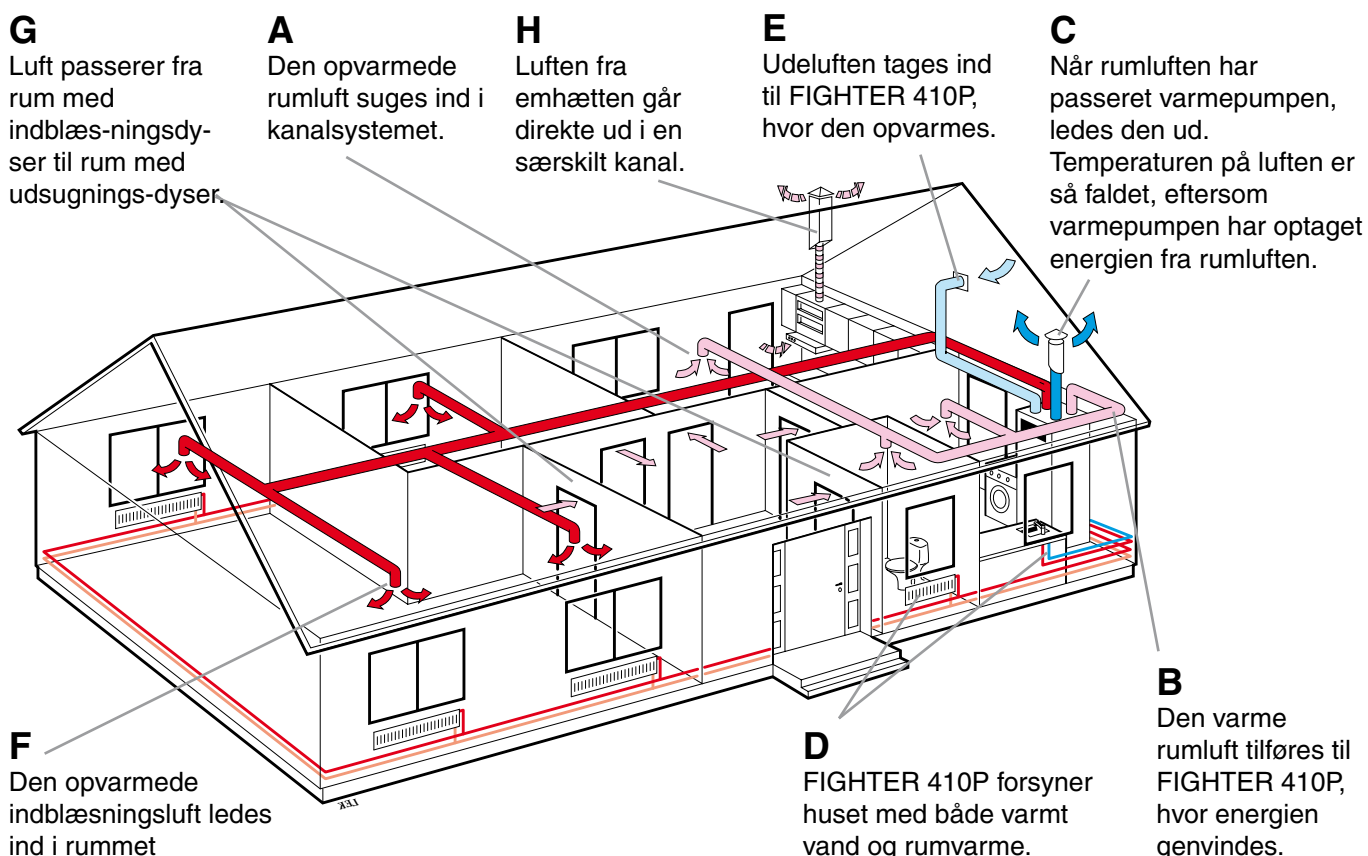 G
Luft passerer fra
rum med
indblæs-ningsdy-
ser til rum med
udsugnings-dyser.
A
Den opvarmede
rumluft suges ind i
kanalsystemet.
H
Luften fra
emhætten går
direkte ud i en
særskilt kanal.
E
Udeluften tages ind
til FIGHTER 410P,
hvor den opvarmes.
C
Når rumluften har
passeret varmepumpen,
ledes den ud.
Temperaturen på luften er
så faldet, eftersom
varmepumpen har optaget
energien fra rumluften.
F
Den opvarmede
indblæsningsluft ledes
ind i rummet
LEK
D
FIGHTER 410P forsyner
huset med både varmt
vand og rumvarme.
B
Den varme
rumluft tilføres til
FIGHTER 410P,
hvor energien
genvindes.